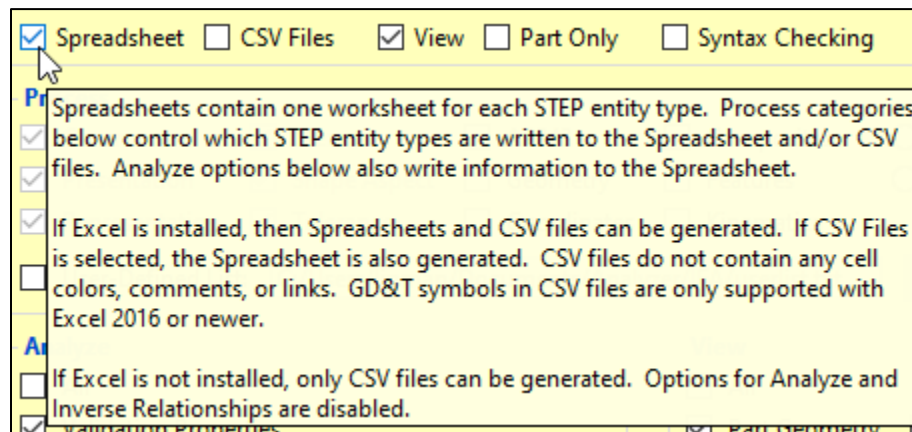 Spreadsheet CSV Files View Part Only Syntax Checking
Pr
Spreadsheets contain one worksheet for each STEP entity type. Process categories
below control which STEP entity types are written to the Spreadsheet and/or CSV
files. Analyze options below also write information to the Spreadsheet.
If Excel is installed, then Spreadsheets and CSV files can be generated. If CSV Files
is selected, the Spreadsheet is also generated. CSV files do not contain any cell
colors, comments, or links. GD&T symbols in CSV files are only supported with
Excel 2016 or newer.
If Excel is not installed, only CSV files can be generated. Options for Analyze and
Inverse Relationships are disabled.
Validation Properties Part Geometry